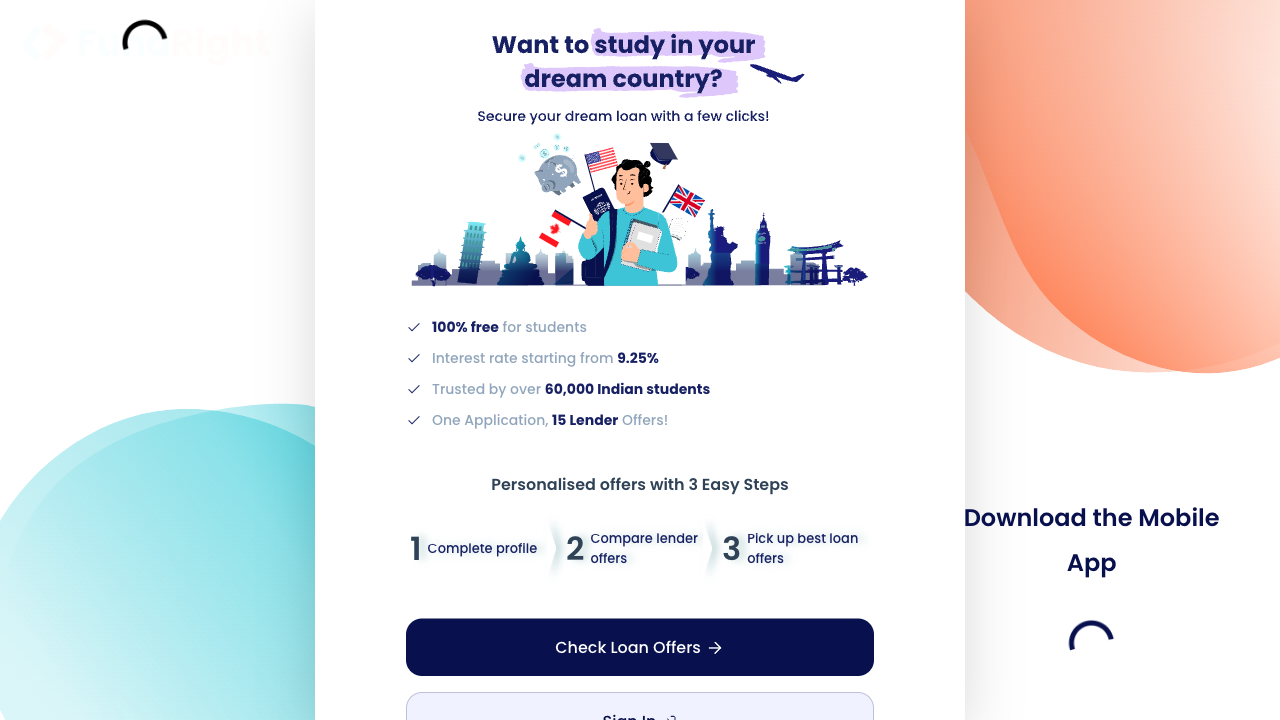 Want to study in your
dream country?
Secure your dream loan with a few clicks!
100% free for students
Interest rate starting from 9.25%
Trusted by over 60,000 Indian students
One Application, 15 Lender Offers!
Personalised offers with 3 Easy Steps
1 Complete profile
2 Compare lender
offers
3 Pick up best loan
offers
Check Loan Offers →
Sign In
Download the Mobile
App